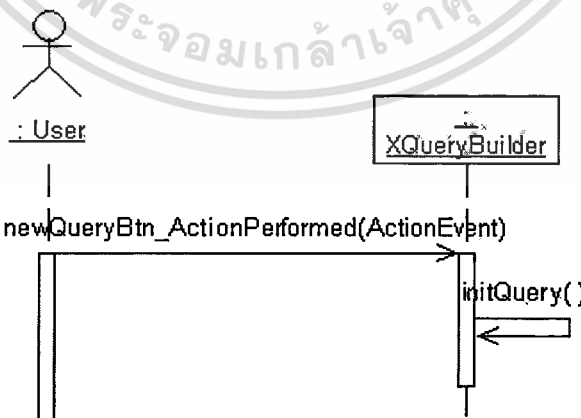 พระจอมเกล้าเจ้าคุ
: User
:
XQueryBuilder
newQueryBtn_ActionPerformed(ActionEvent)
initQuery( )